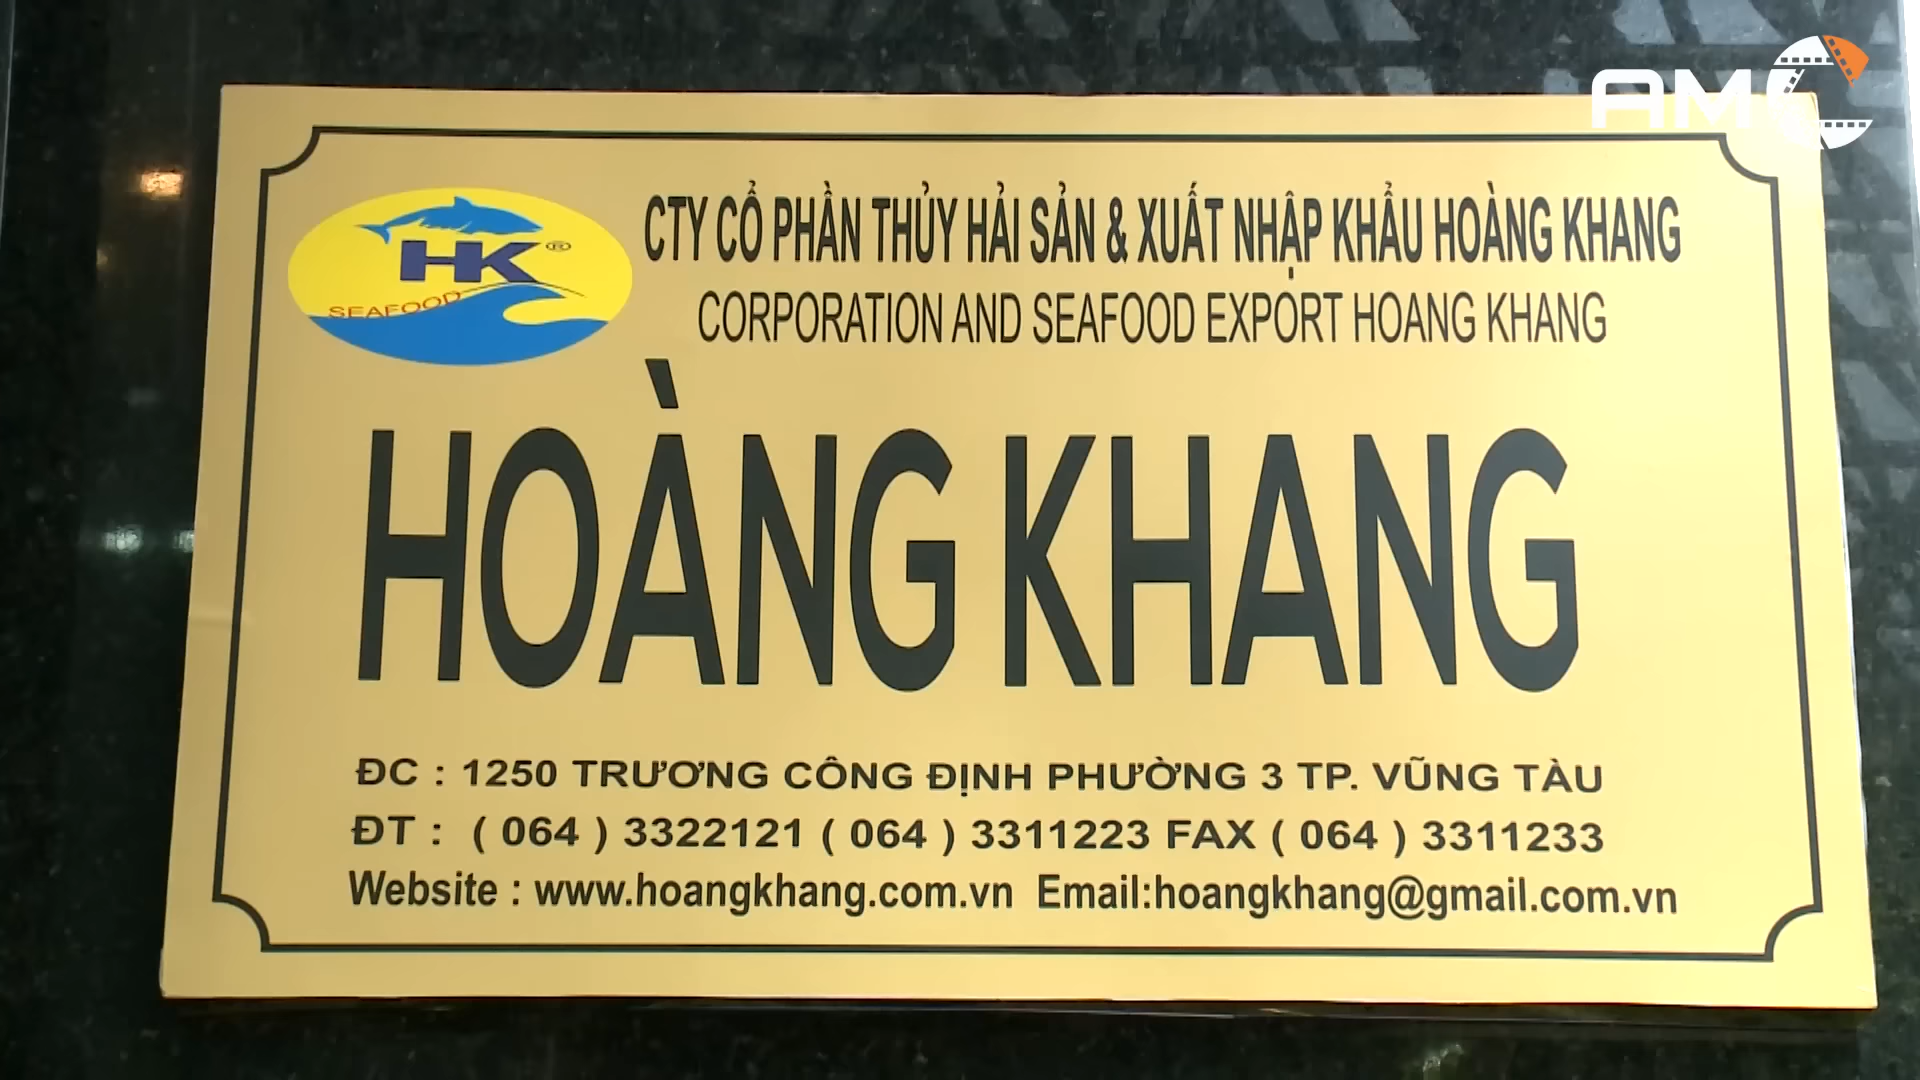 AMC
HK®
SEAFOOD
CTY CỔ PHẦN THỦY HẢI SẢN & XUẤT NHẬP KHẨU HOÀNG KHANG
CORPORATION AND SEAFOOD EXPORT HOANG KHANG
HOÀNG KHANG
ĐC : 1250 TRƯƠNG CÔNG ĐỊNH PHƯỜNG 3 TP. VŨNG TÀU
ĐT : ( 064 ) 3322121 ( 064 ) 3311223 FAX ( 064 ) 3311233
Website : www.hoangkhang.com.vn Email:hoangkhang@gmail.com.vn